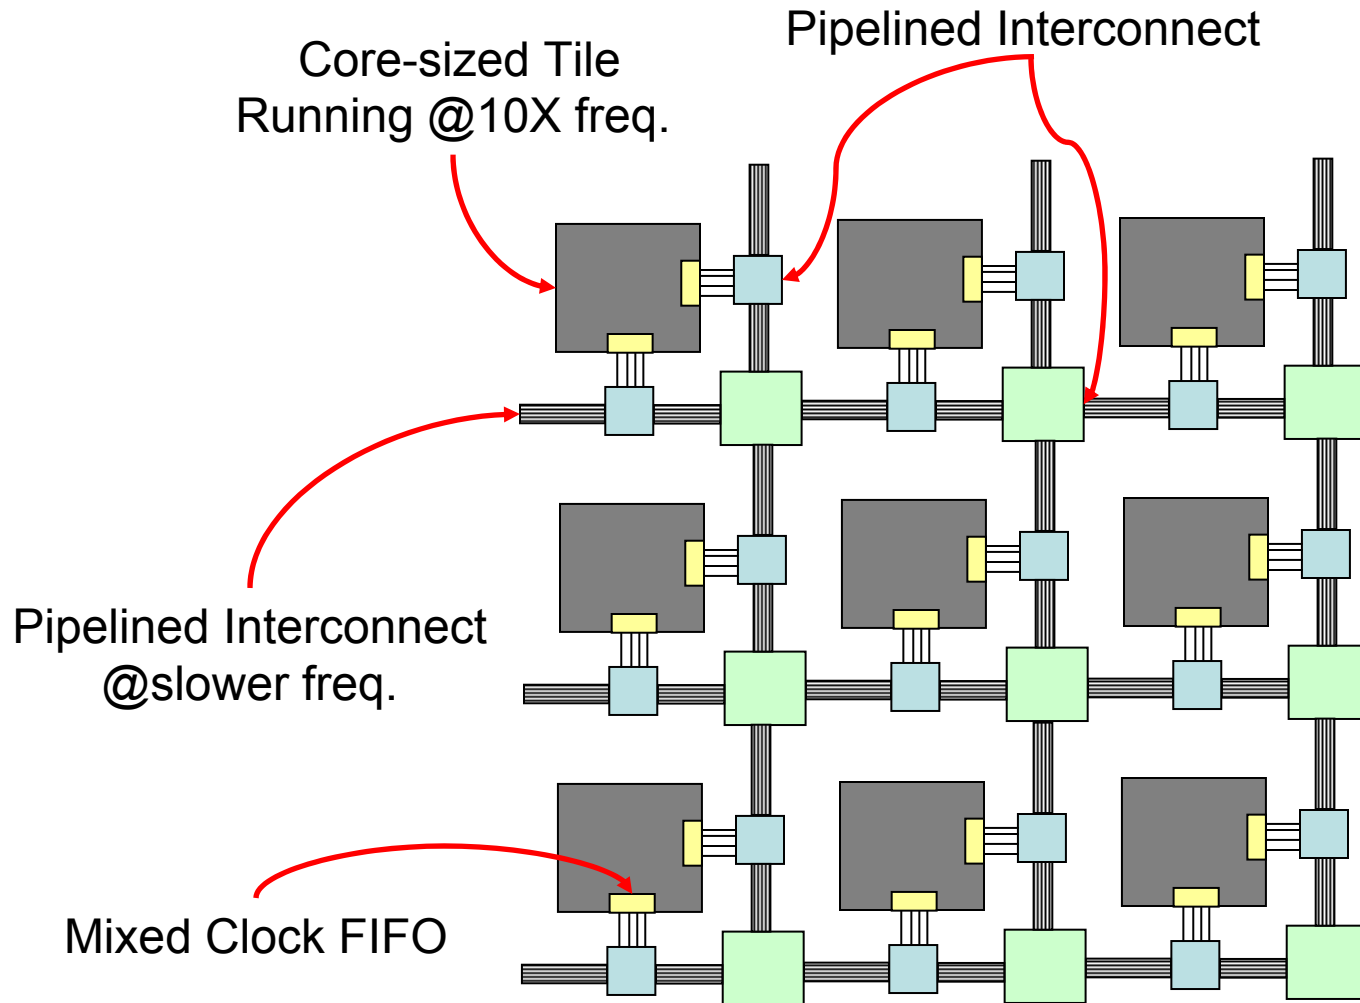 Pipelined Interconnect
Core-sized Tile
Running @10X freq.
Pipelined Interconnect
@slower freq.
Mixed Clock FIFO